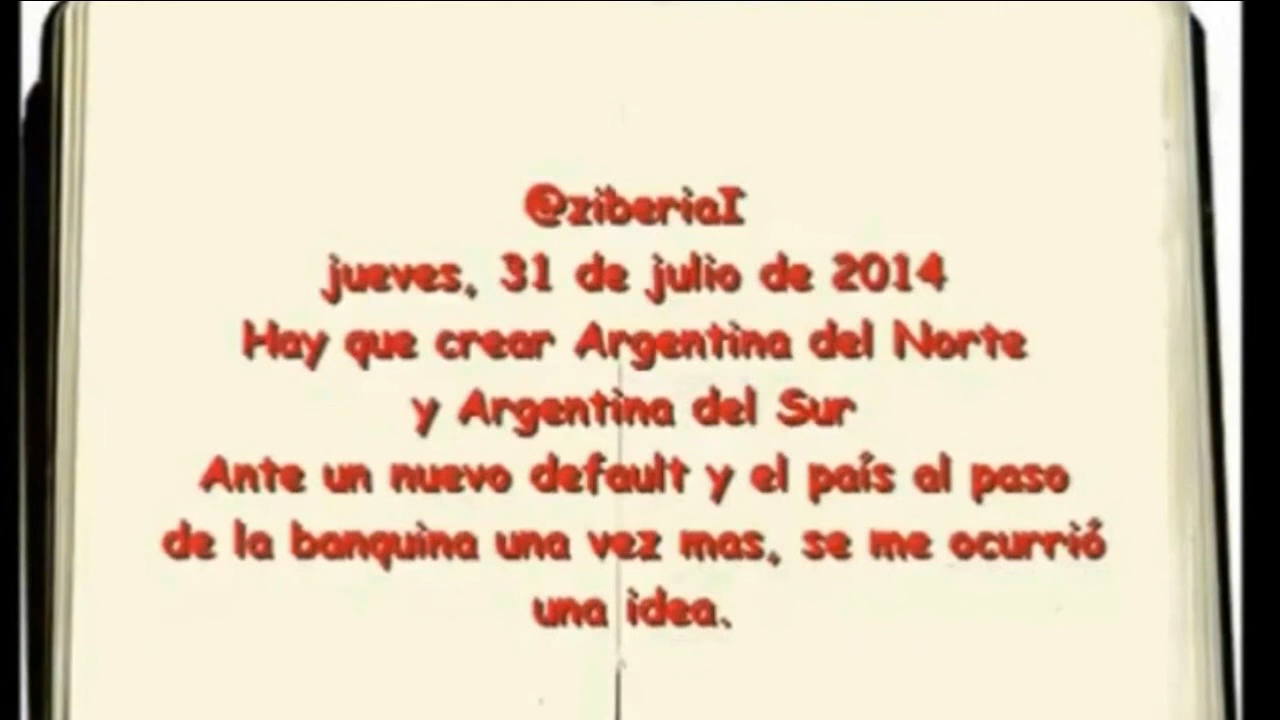 @ziberiaI
jueves, 31 de julio de 2014
Hay que crear Argentina del Norte
y Argentina del Sur
Ante un nuevo default y el país al paso
de la banquina una vez mas, se me ocurrió
una idea.